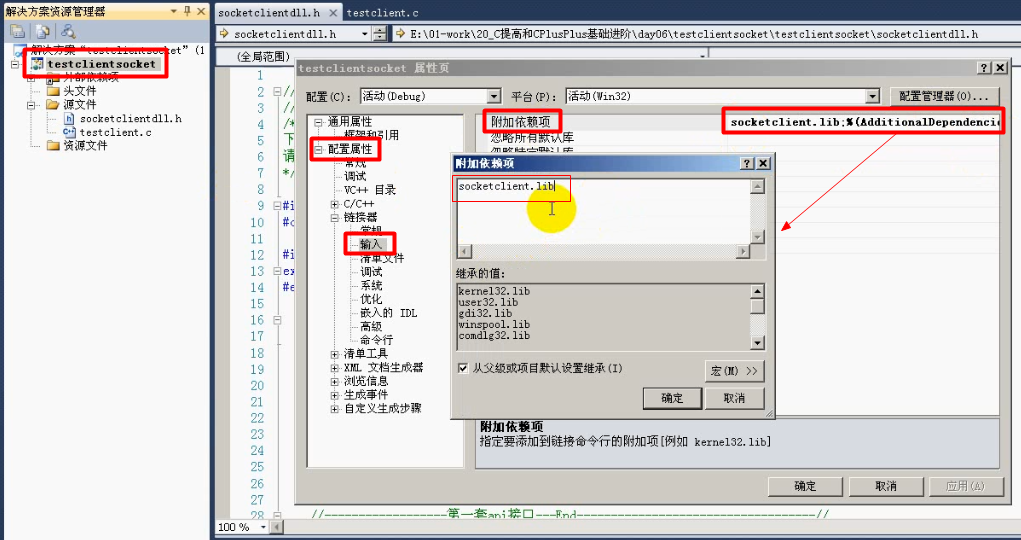 解决方案资源管理器
解决方案“testclientsocket” (1
testclientsocket
外部依赖项
头文件
源文件
socketclientdll.h
testclient.c
资源文件
socketclientdll.h
testclient.c
socketclientdll.h
E:\01-work\20_C提高和CPlusPlus基础进阶\day06\testclientsocket\testclientsocket\socketclientdll.h
(全局范围)
1
2
3
4
5
6
7
8
9
10
11
12
13
14
15
16
17
18
19
20
21
22
23
24
25
26
27
28
//
//
/*
下
请
*/
#i
#c
#i
ex
#e
//------------------第一套api接口---End-----------------------------------//
100 %
testclientsocket 属性页
配置(C):
活动(Debug)
平台(P):
活动(Win32)
配置管理器(O)...
通用属性
框架和引用
配置属性
常规
调试
VC++ 目录
C/C++
链接器
常规
输入
清单文件
调试
系统
优化
嵌入的 IDL
高级
命令行
清单工具
XML 文档生成器
浏览信息
生成事件
自定义生成步骤
附加依赖项
socketclient.lib;%(AdditionalDependencie
忽略所有默认库
忽略特定默认库
附加依赖项
socketclient.lib
继承的值:
kernel32.lib
user32.lib
gdi32.lib
winspool.lib
comdlg32.lib
从父级或项目默认设置继承(I)
宏(M) >>
确定
取消
附加依赖项
指定要添加到链接命令行的附加项[例如 kernel32.lib]
确定
取消
应用(A)